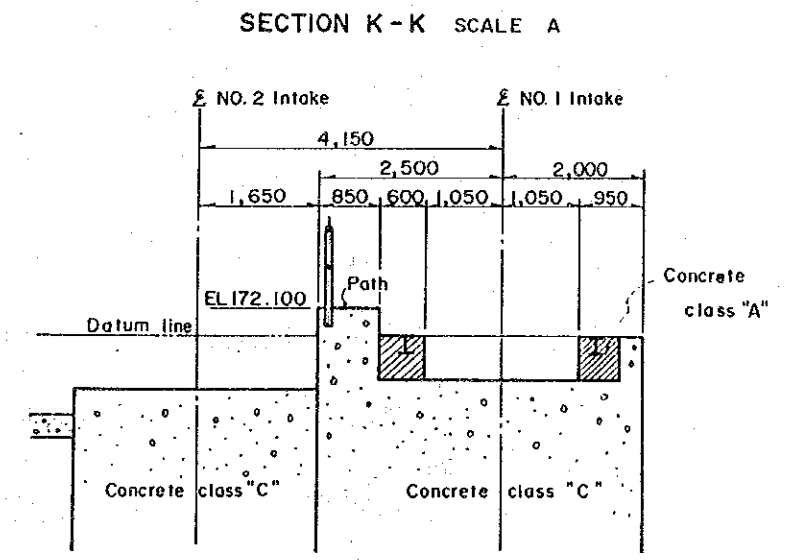 SECTION K-K SCALE A
℄ NO. 2 Intake ℄ NO. 1 Intake
4,150
2,500 2,000
1,650 850 600 1,050 1,050 950
Path
EL 172.100
Concrete
class "A"
Datum line
Concrete class "C" Concrete class "C"